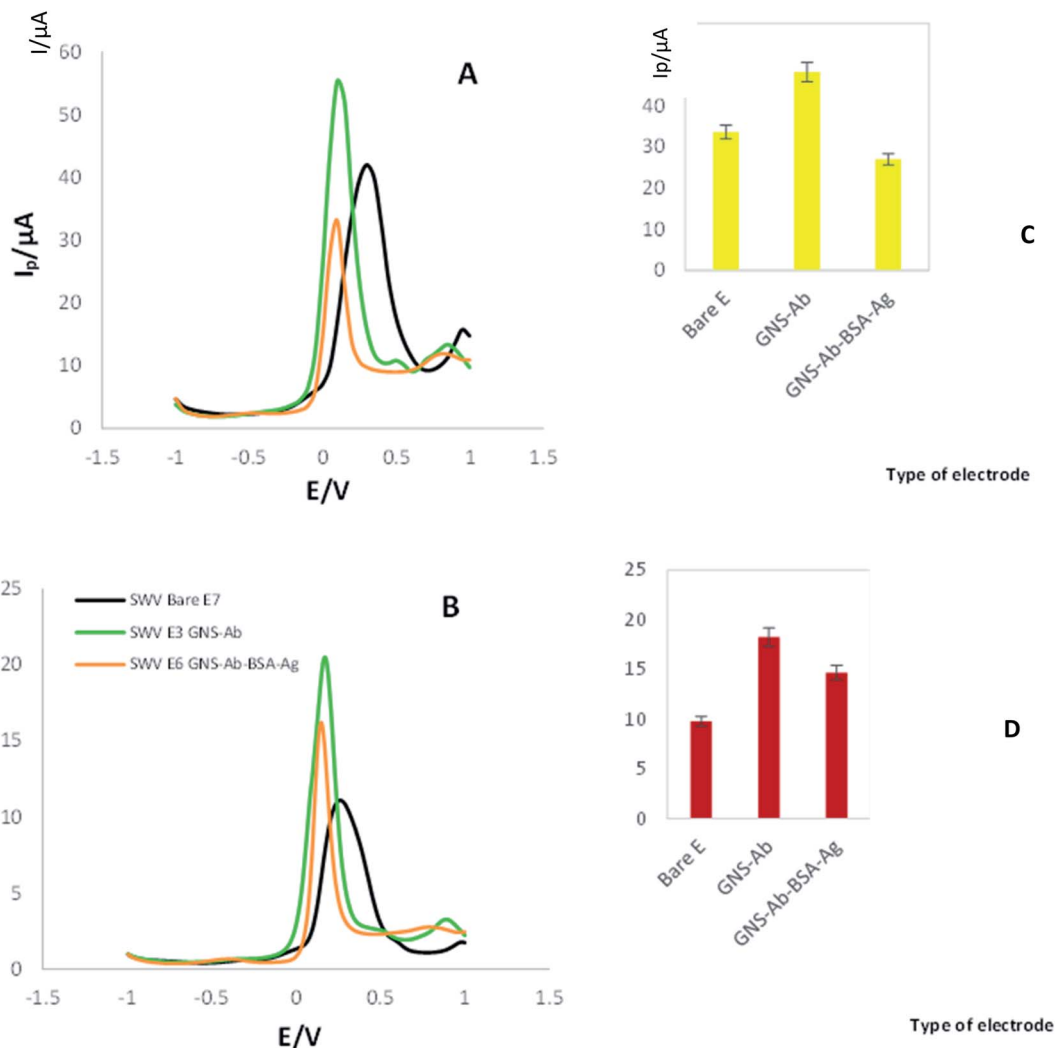 I/µA
60
50
40
30
20
10
0
Iₚ/µA
A
-1.5 -1 -0.5 0 0.5 1 1.5
E/V
Ip/µA
40
30
20
10
0
Bare E
GNS-Ab
GNS-Ab-BSA-Ag
C
Type of electrode
25
20
15
10
5
0
SWV Bare E7
SWV E3 GNS-Ab
SWV E6 GNS-Ab-BSA-Ag
B
-1.5 -1 -0.5 0 0.5 1 1.5
E/V
25
20
15
10
5
0
Bare E
GNS-Ab
GNS-Ab-BSA-Ag
D
Type of electrode